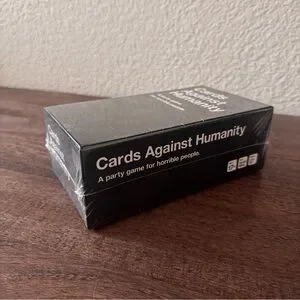 Cards
Against
Humanity
Cards Against Humanity
A party game for horrible people.